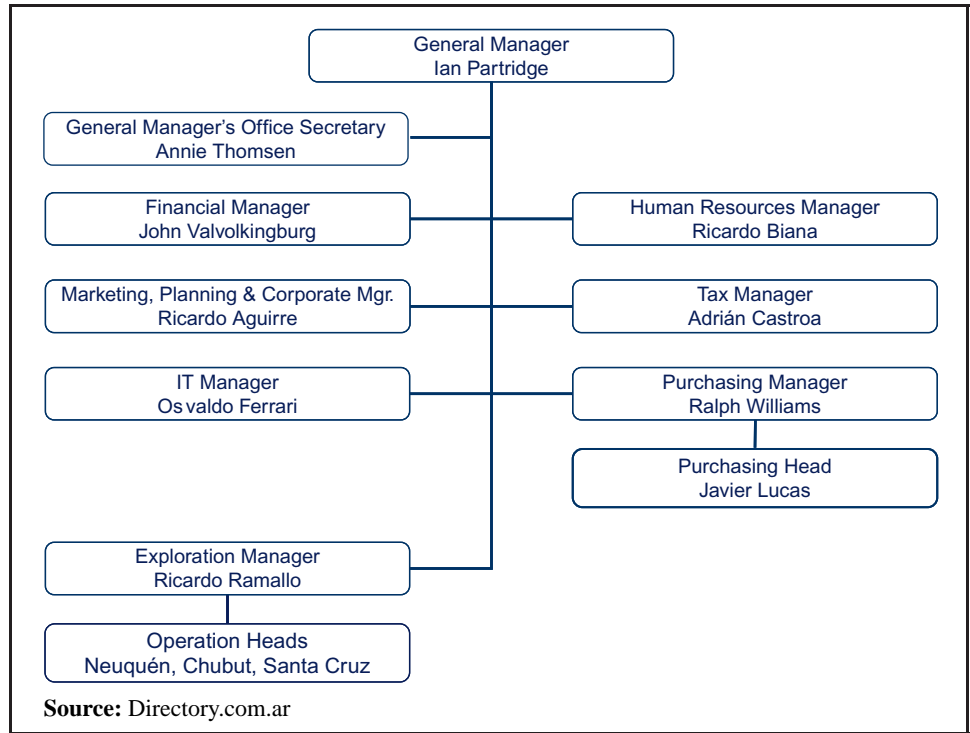 General Manager
Ian Partridge
General Manager's Office Secretary
Annie Thomsen
Financial Manager
John Valvolkingburg
Human Resources Manager
Ricardo Biana
Marketing, Planning & Corporate Mgr.
Ricardo Aguirre
Tax Manager
Adrián Castroa
IT Manager
Osvaldo Ferrari
Purchasing Manager
Ralph Williams
Purchasing Head
Javier Lucas
Exploration Manager
Ricardo Ramallo
Operation Heads
Neuquén, Chubut, Santa Cruz
Source: Directory.com.ar